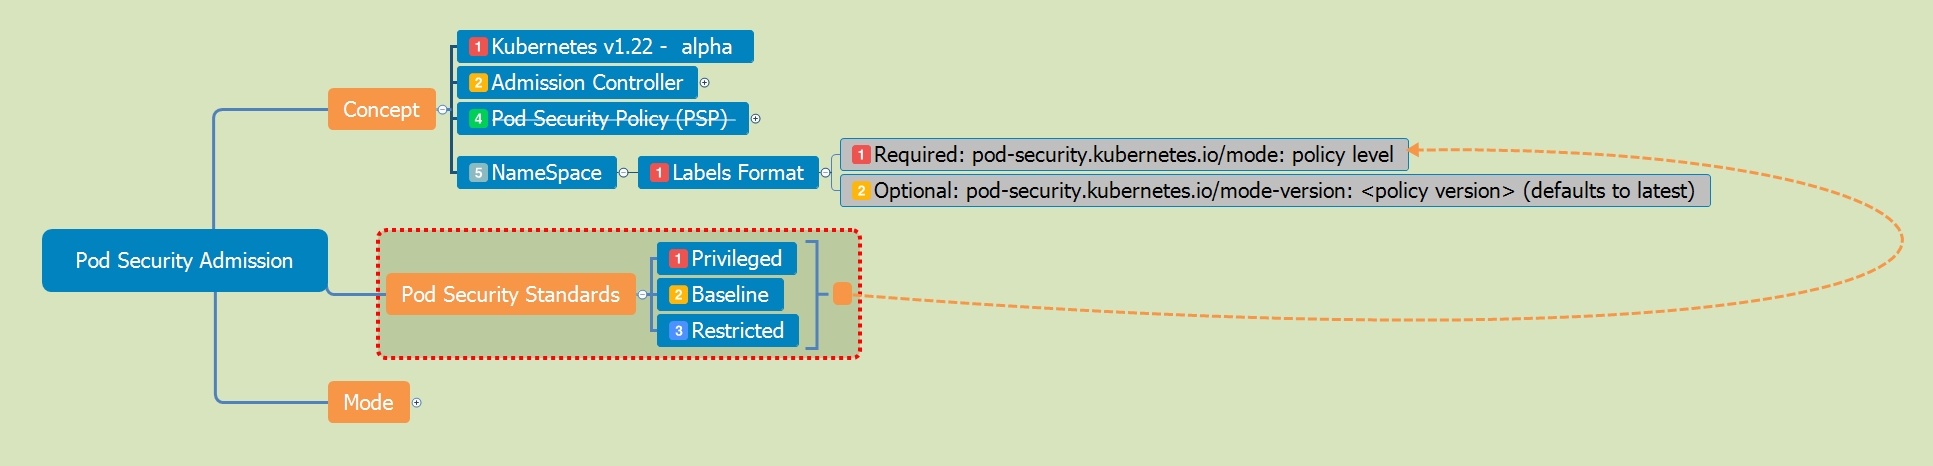 1 Kubernetes v1.22 - alpha
2 Admission Controller
Concept
4 Pod Security Policy (PSP)
1 Required: pod-security.kubernetes.io/mode: policy level
5 NameSpace
1 Labels Format
2 Optional: pod-security.kubernetes.io/mode-version: <policy version> (defaults to latest)
Pod Security Admission
1 Privileged
Pod Security Standards
2 Baseline
3 Restricted
Mode